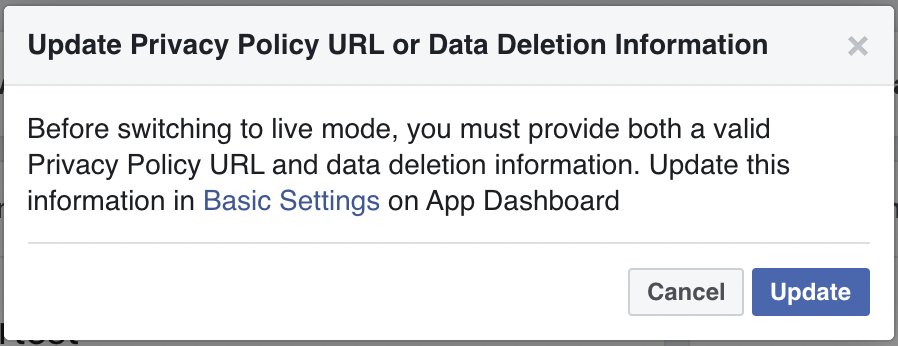 Update Privacy Policy URL or Data Deletion Information
Before switching to live mode, you must provide both a valid
Privacy Policy URL and data deletion information. Update this
information in Basic Settings on App Dashboard
Cancel Update